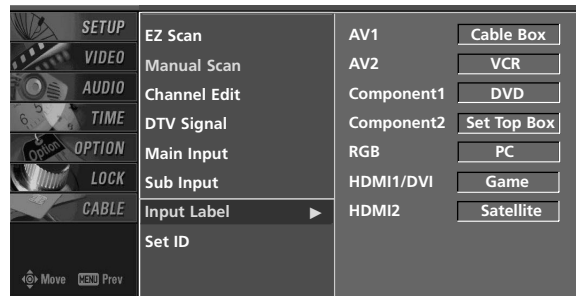 SETUP
VIDEO
AUDIO
TIME
OPTION
LOCK
CABLE
Move MENU Prev
EZ Scan
Manual Scan
Channel Edit
DTV Signal
Main Input
Sub Input
Input Label ►
Set ID
AV1 Cable Box
AV2 VCR
Component1 DVD
Component2 Set Top Box
RGB PC
HDMI1/DVI Game
HDMI2 Satellite